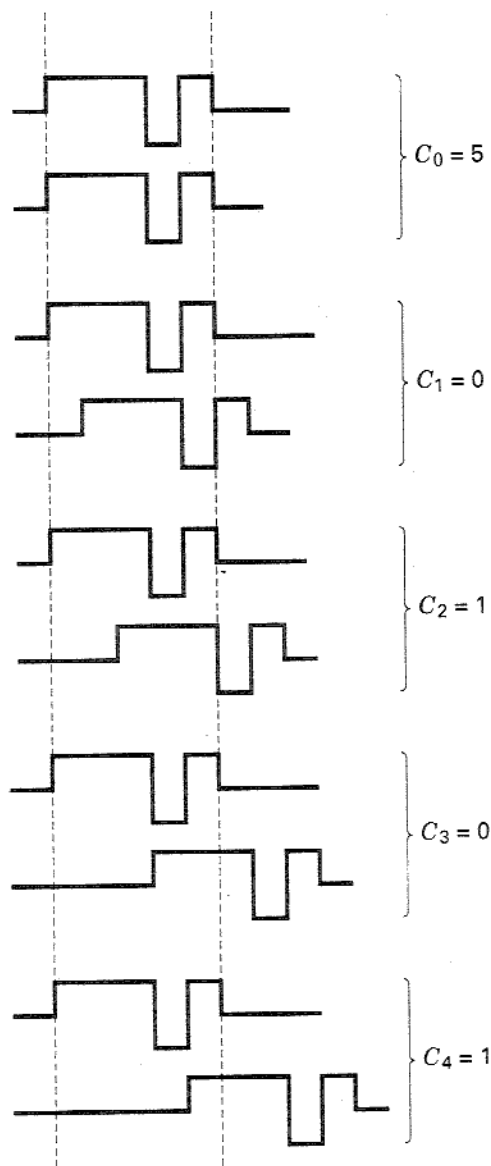 C₀ = 5
C₁ = 0
C₂ = 1
C₃ = 0
C₄ = 1